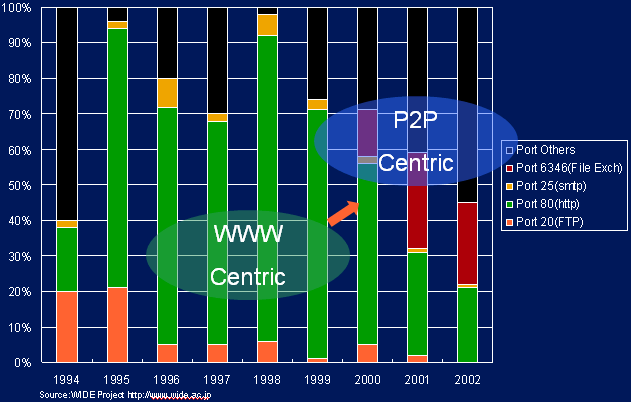 100%
90%
80%
70%
60%
50%
40%
30%
20%
10%
0%
P2P
Centric
WWW
Centric
Port Others
Port 6346(File Exch)
Port 25(smtp)
Port 80(http)
Port 20(FTP)
1994 1995 1996 1997 1998 1999 2000 2001 2002
Source:WIDE Project http://www.wide.ac.jp